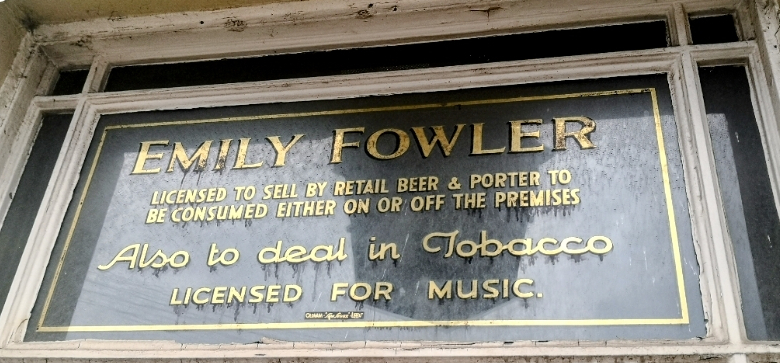 EMILY FOWLER
LICENSED TO SELL BY RETAIL BEER & PORTER TO
BE CONSUMED EITHER ON OR OFF THE PREMISES
Also to deal in Tobacco
LICENSED FOR MUSIC.